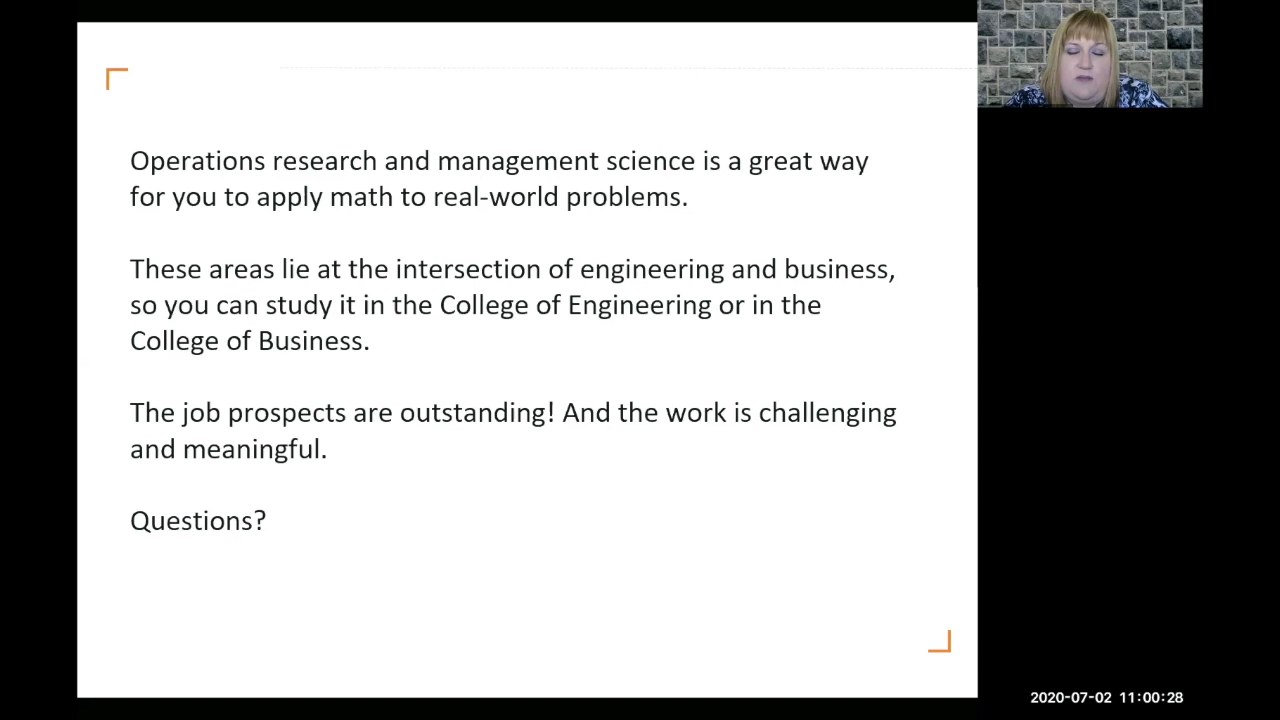 Operations research and management science is a great way
for you to apply math to real-world problems.
These areas lie at the intersection of engineering and business,
so you can study it in the College of Engineering or in the
College of Business.
The job prospects are outstanding! And the work is challenging
and meaningful.
Questions?
2020-07-02 11:00:28